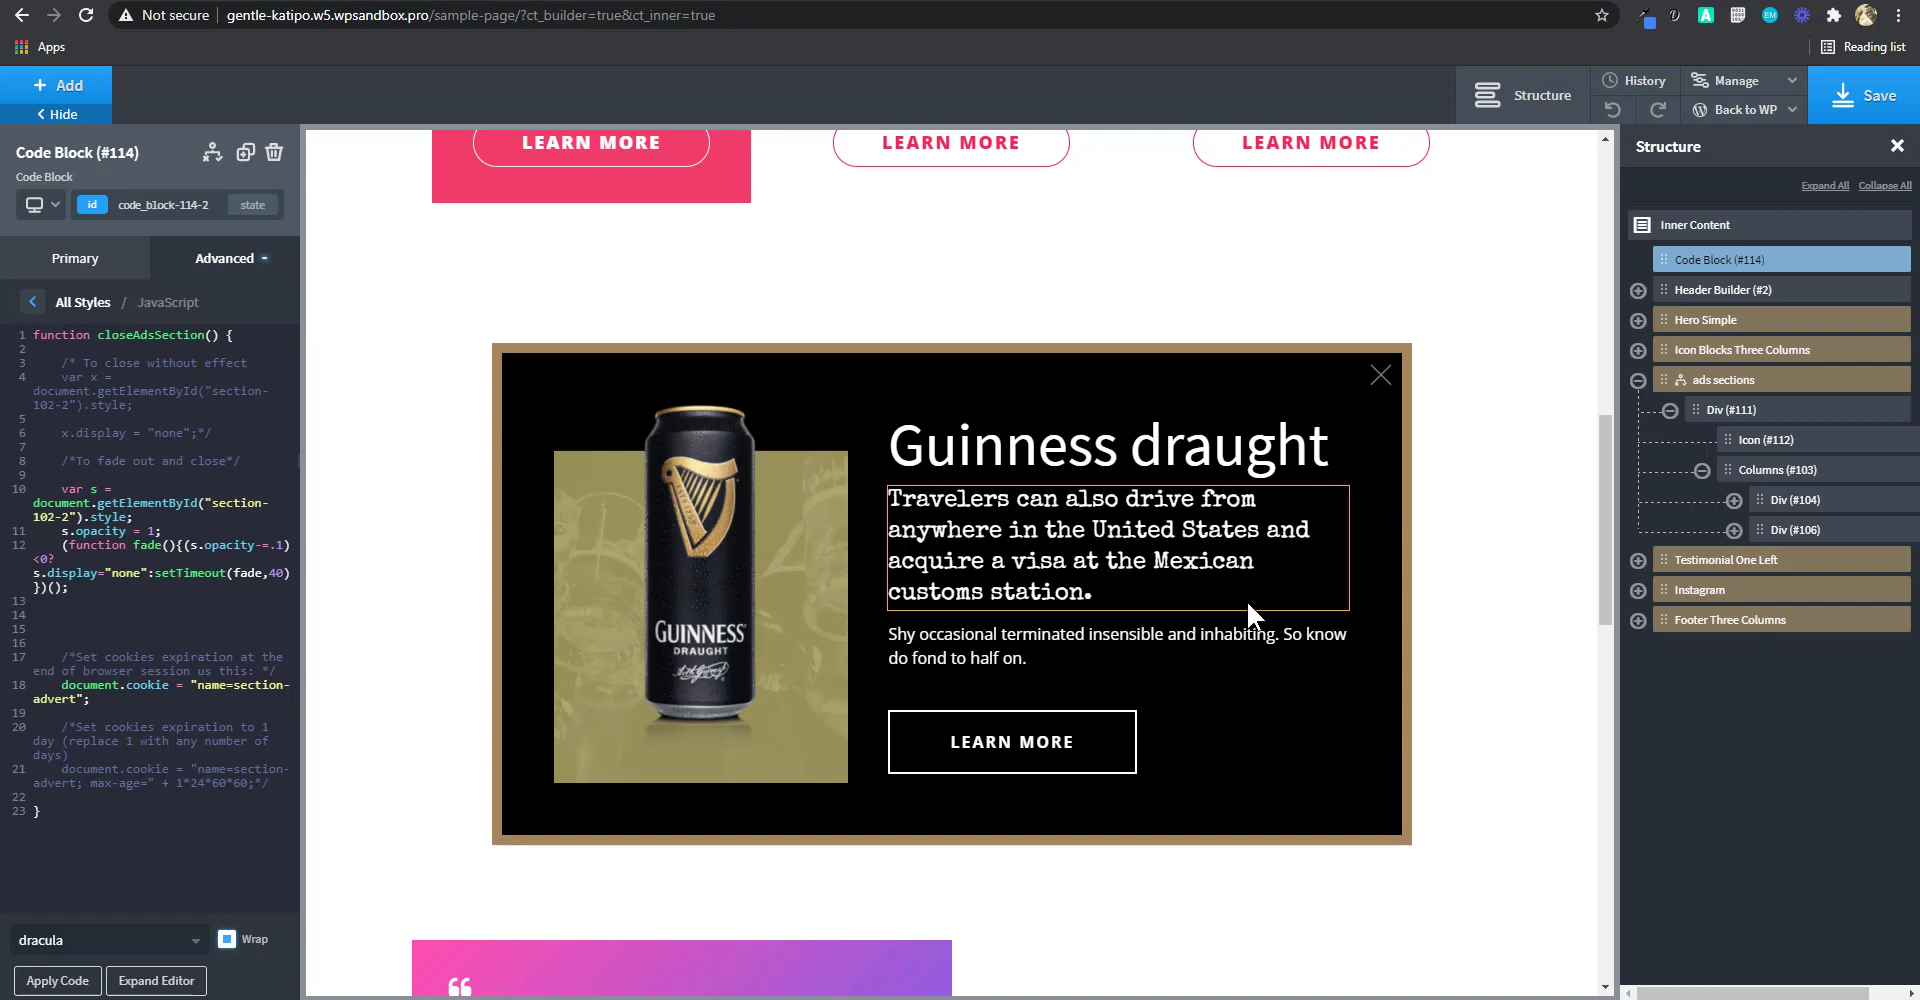 Not secure
gentle-katipo.w5.wpsandbox.pro/sample-page/?ct_builder=true&ct_inner=true
Apps
Reading list
+ Add
Hide
Structure
History
Manage
Back to WP
Save
Code Block (#114)
Code Block
id
code_block-114-2
state
Primary
Advanced
All Styles / JavaScript
1 function closeAdsSection() {
2
3 /* To close without effect
4 var x =
document.getElementById("section-
102-2").style;
5
6 x.display = "none";*/
7
8 /*To fade out and close*/
9
10 var s =
document.getElementById("section-
102-2").style;
11 s.opacity = 1;
12 (function fade(){(s.opacity-=.1)
<0?
s.display="none":setTimeout(fade,40)
})();
13
14
15
16
17 /*Set cookies expiration at the
end of browser session us this: */
18 document.cookie = "name=section-
advert";
19
20 /*Set cookies expiration to 1
day (replace 1 with any number of
days)
21 document.cookie = "name=section-
advert; max-age=" + 1*24*60*60;*/
22
23 }
dracula
Wrap
Apply Code
Expand Editor
LEARN MORE
LEARN MORE
LEARN MORE
GUINNESS
DRAUGHT
Guinness draught
Travelers can also drive from
anywhere in the United States and
acquire a visa at the Mexican
customs station.
Shy occasional terminated insensible and inhabiting. So know
do fond to half on.
LEARN MORE
Structure
Expand All
Collapse All
Inner Content
Code Block (#114)
Header Builder (#2)
Hero Simple
Icon Blocks Three Columns
ads sections
Div (#111)
Icon (#112)
Columns (#103)
Div (#104)
Div (#106)
Testimonial One Left
Instagram
Footer Three Columns